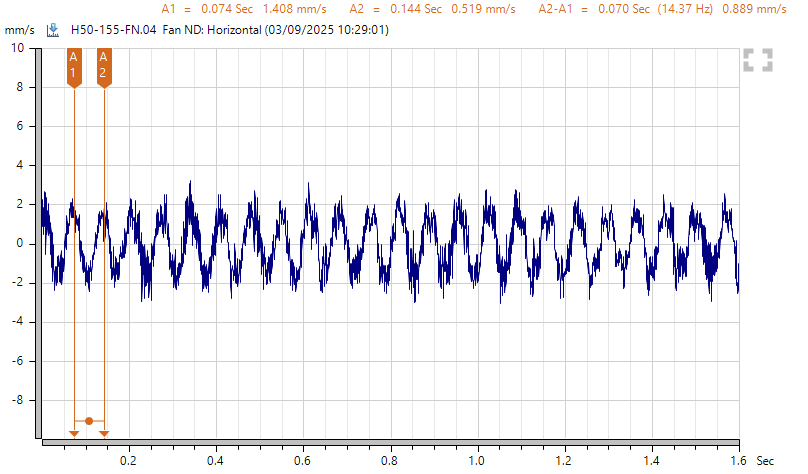 A1 = 0.074 Sec 1.408 mm/s A2 = 0.144 Sec 0.519 mm/s A2-A1 = 0.070 Sec (14.37 Hz) 0.889 mm/s
mm/s H50-155-FN.04 Fan ND: Horizontal (03/09/2025 10:29:01)
10
A
1
A
2
8
6
4
2
0
-2
-4
-6
-8
0.2 0.4 0.6 0.8 1.0 1.2 1.4 1.6 Sec